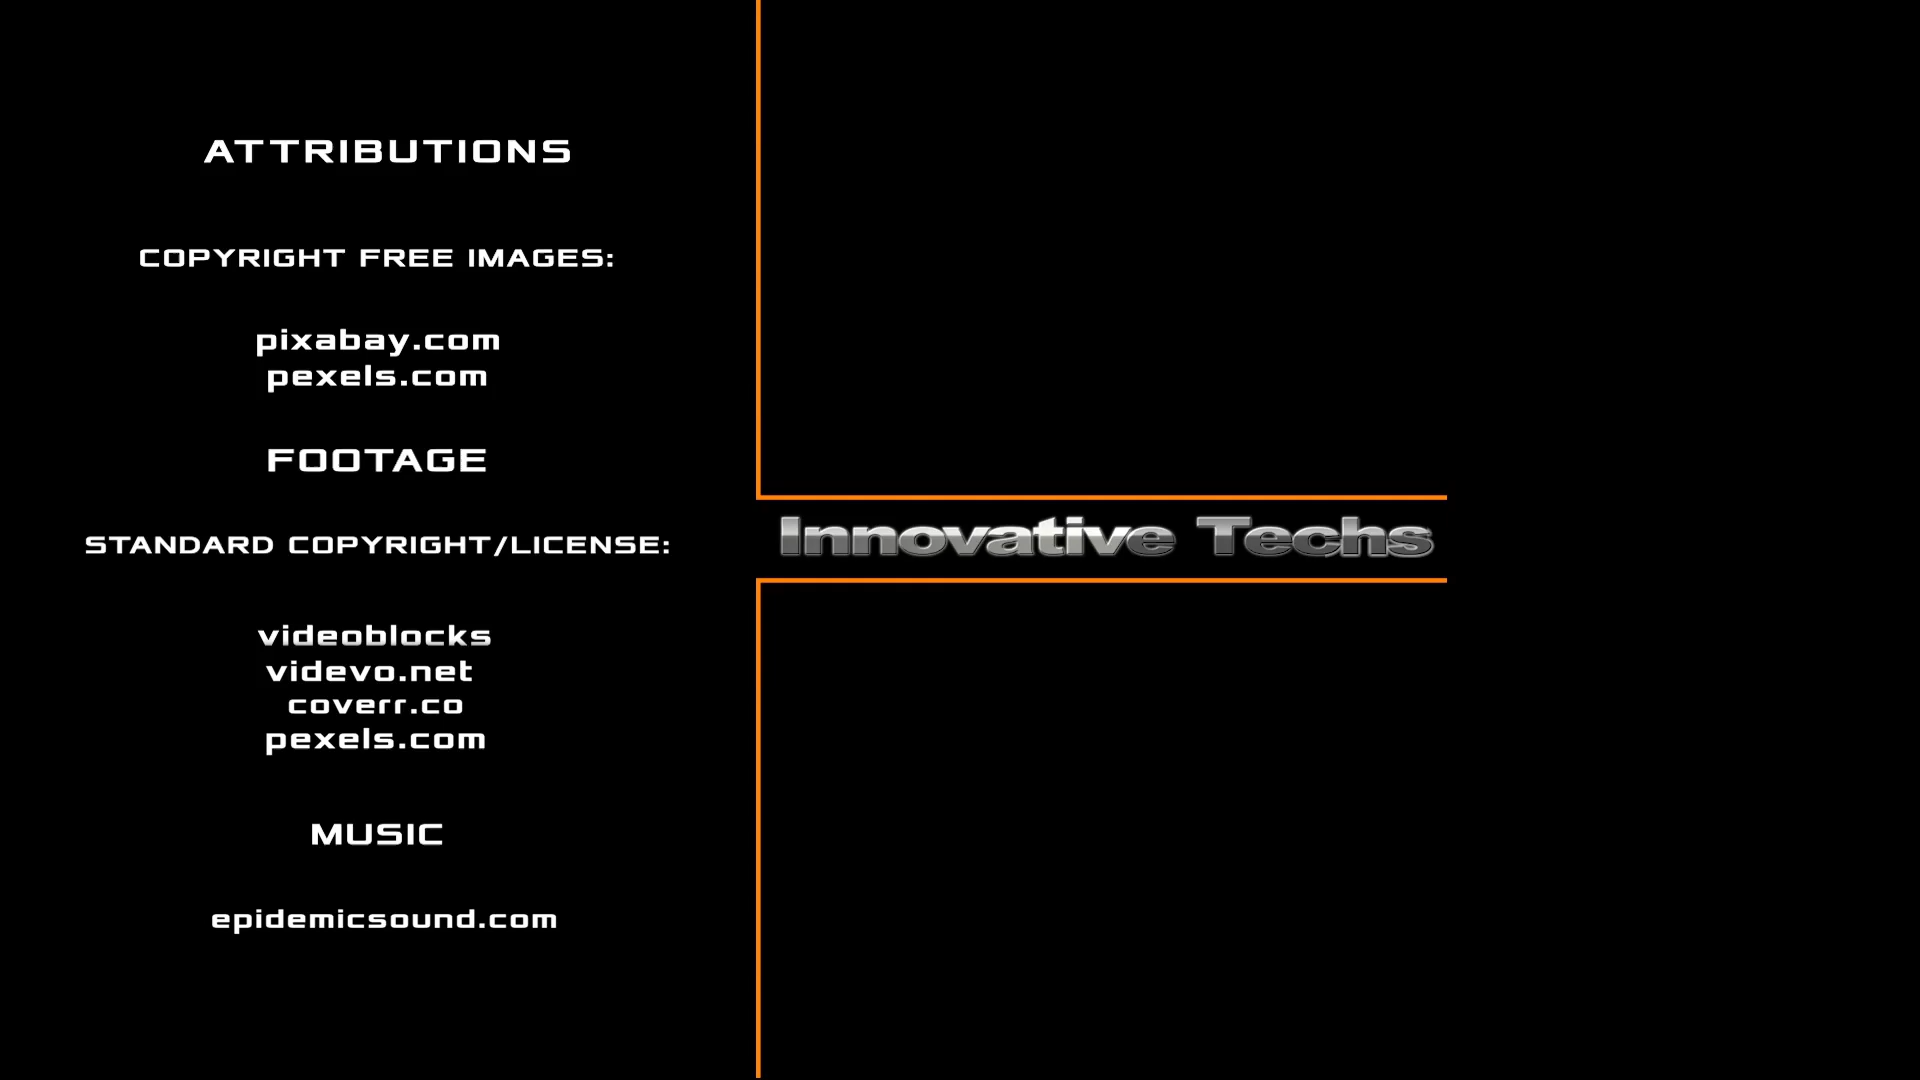 ATTRIBUTIONS
COPYRIGHT FREE IMAGES:
pixabay.com
pexels.com
FOOTAGE
STANDARD COPYRIGHT/LICENSE:
videoblocks
videvo.net
coverr.co
pexels.com
MUSIC
epidemicsound.com
Innovative Techs